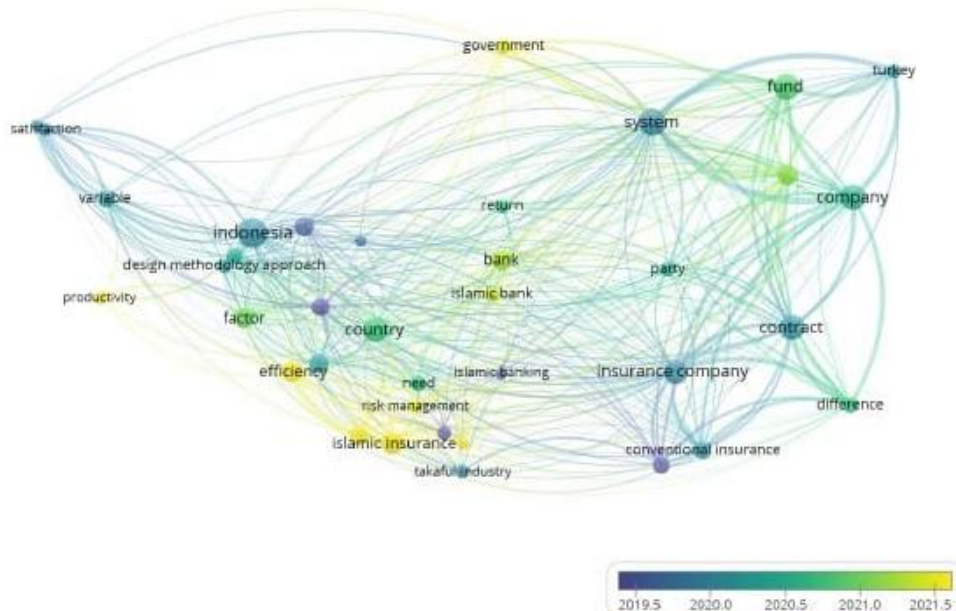 government
turkey
fund
system
satisfaction
variable
company
return
indonesia
bank
design methodology approach
party
islamic bank
productivity
factor
country
contract
efficiency
islamic banking
insurance company
need
risk management
difference
islamic insurance
conventional insurance
takaful industry
2019.5 2020.0 2020.5 2021.0 2021.5